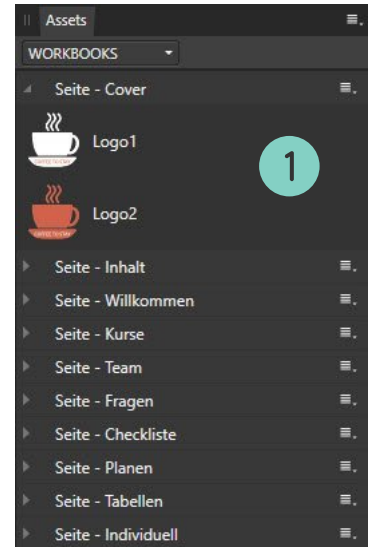 Assets
WORKBOOKS
Seite - Cover
Logo1
1
Logo2
Seite - Inhalt
Seite - Willkommen
Seite - Kurse
Seite - Team
Seite - Fragen
Seite - Checkliste
Seite - Planen
Seite - Tabellen
Seite - Individuell